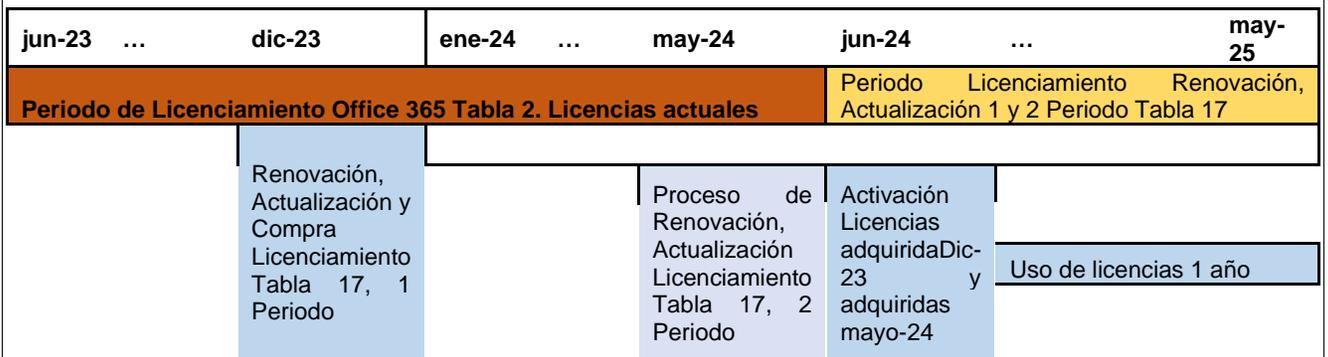 jun-23 … dic-23 ene-24 … may-24 jun-24 … may-
25
Periodo de Licenciamiento Office 365 Tabla 2. Licencias actuales
Periodo Licenciamiento Renovación,
Actualización 1 y 2 Periodo Tabla 17
Renovación,
Actualización y
Compra
Licenciamiento
Tabla 17, 1
Periodo
Proceso de
Renovación,
Actualización
Licenciamiento
Tabla 17, 2
Periodo
Activación
Licencias
adquiridaDic-
23 y
adquiridas
mayo-24
Uso de licencias 1 año